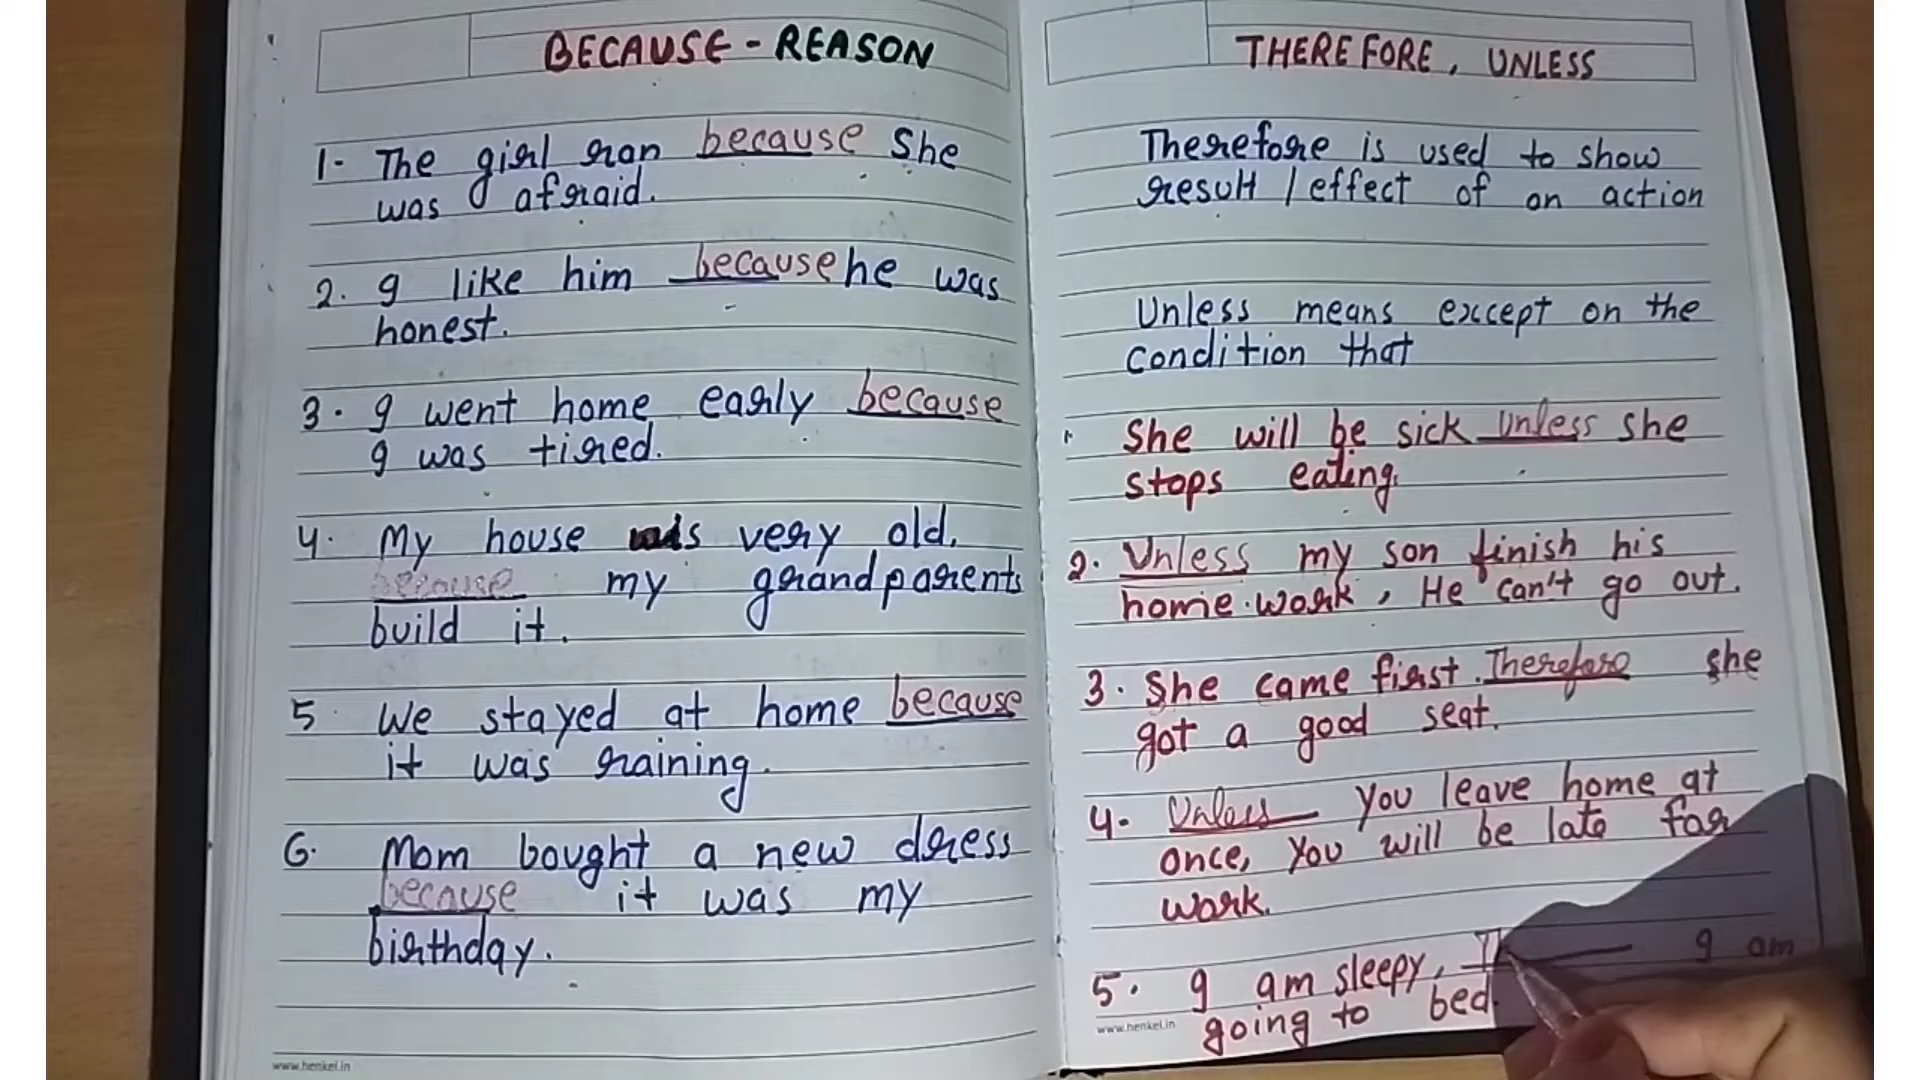 BECAUSE - REASON
1- The girl ran because She
was afraid.
2. I like him because he was
honest.
3. I went home early because
I was tired.
4. My house is very old.
because my grandparents
build it.
5. We stayed at home because
it was raining.
6. Mom bought a new dress
because it was my
birthday.
www.henkel.in
THEREFORE, UNLESS
Therefore is used to show
result / effect of an action
Unless means except on the
condition that
1. She will be sick unless she
stops eating.
2. Unless my son finish his
home.work, He can't go out.
3. She came first. Therefore she
got a good seat.
4. Unless you leave home at
once, you will be late for
work.
5. I am sleepy, Th I am
going to bed.
www.henkel.in